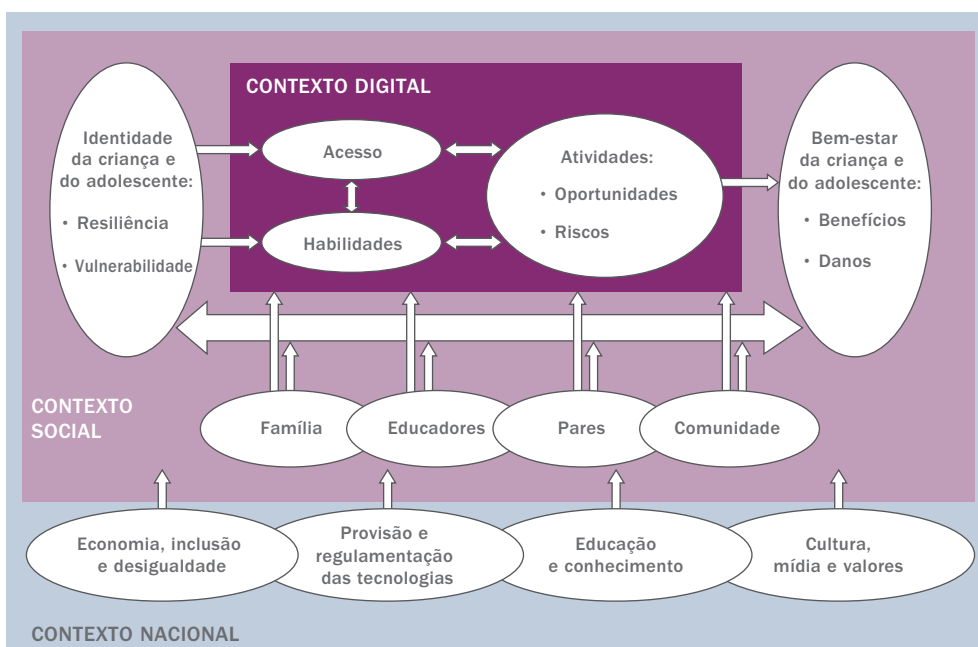 CONTEXTO DIGITAL
Identidade
da criança e
do adolescente:
• Resiliência
• Vulnerabilidade
Acesso
Habilidades
Atividades:
• Oportunidades
• Riscos
Bem-estar
da criança e
do adolescente:
• Benefícios
• Danos
CONTEXTO
SOCIAL
Família
Educadores
Pares
Comunidade
Economia, inclusão
e desigualdade
Provisão e
regulamentação
das tecnologias
Educação
e conhecimento
Cultura,
mídia e valores
CONTEXTO NACIONAL